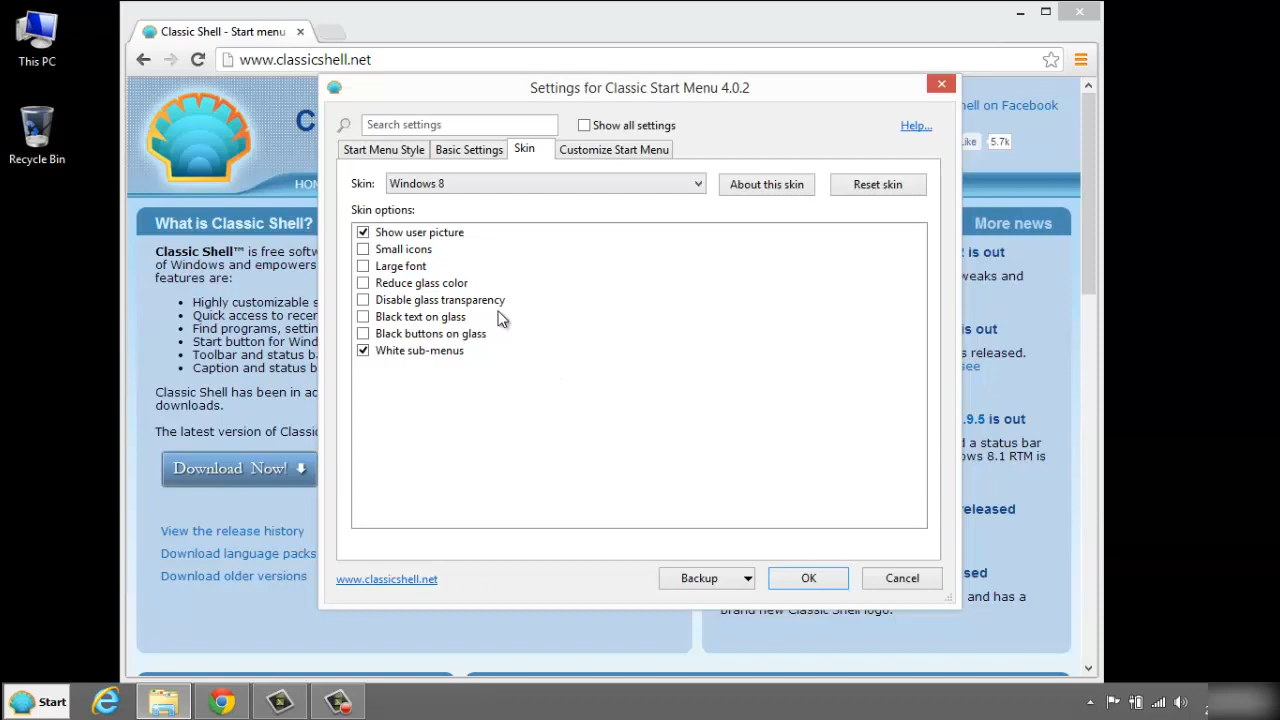 This PC
Recycle Bin
Classic Shell - Start menu
www.classicshell.net
Settings for Classic Start Menu 4.0.2
Search settings
Show all settings
Help...
Start Menu Style
Basic Settings
Skin
Customize Start Menu
Skin:
Windows 8
About this skin
Reset skin
Skin options:
Show user picture
Small icons
Large font
Reduce glass color
Disable glass transparency
Black text on glass
Black buttons on glass
White sub-menus
www.classicshell.net
Backup
OK
Cancel
C
HOM
What is Classic Shell?
Classic Shell™ is free softw
of Windows and empowers
features are:
Highly customizable s
Quick access to recen
Find programs, settin
Start button for Wind
Toolbar and status ba
Caption and status b
Classic Shell has been in ac
downloads.
The latest version of Classic
Download Now!
View the release history
Download language packs
Download older versions
ell on Facebook
ike
5.7k
More news
is out
weaks and
is out
s released.
ee
.9.5 is out
d a status bar
ows 8.1 RTM is
eleased
sed
and has a
brand new Classic Shell logo.
Start